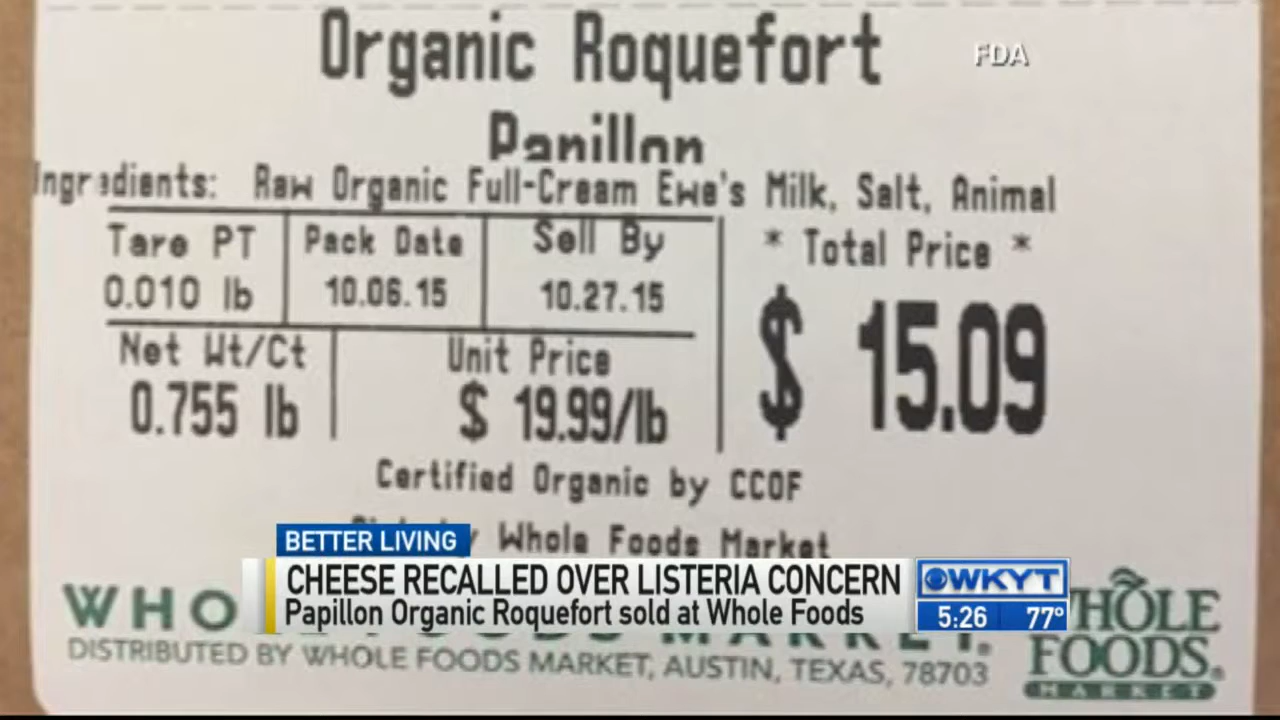 Organic Roquefort
FDA
Papillon
Ingredients: Raw Organic Full-Cream Ewe's Milk, Salt, Animal
Tare PT Pack Date Sell By * Total Price *
0.010 lb 10.06.15 10.27.15 $ 15.09
Net Wt/Ct Unit Price
0.755 lb $ 19.99/lb
Certified Organic by CCOF
by Whole Foods Market
BETTER LIVING
CHEESE RECALLED OVER LISTERIA CONCERN
Papillon Organic Roquefort sold at Whole Foods
WKYT
5:26 77°
WHOLE FOODS MARKET®
DISTRIBUTED BY WHOLE FOODS MARKET, AUSTIN, TEXAS, 78703
WHOLE
FOODS®
MARKET